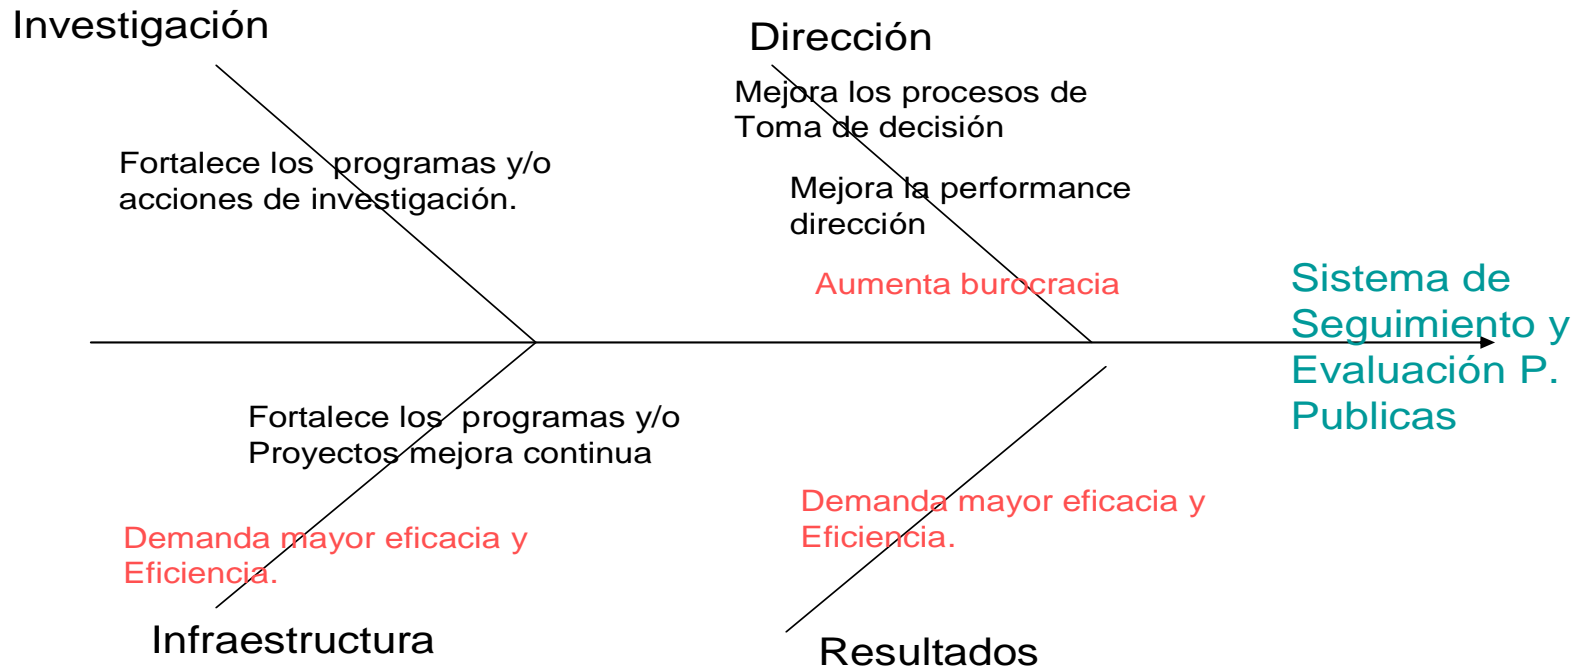 Investigación
Dirección
Mejora los procesos de
Toma de decisión
Fortalece los  programas y/o
acciones de investigación.
Mejora la performance
dirección
Aumenta burocracia
Sistema de
Seguimiento y
Evaluación P.
Publicas
Fortalece los  programas y/o
Proyectos mejora continua
Demanda mayor eficacia y
Eficiencia.
Demanda mayor eficacia y
Eficiencia.
Infraestructura
Resultados